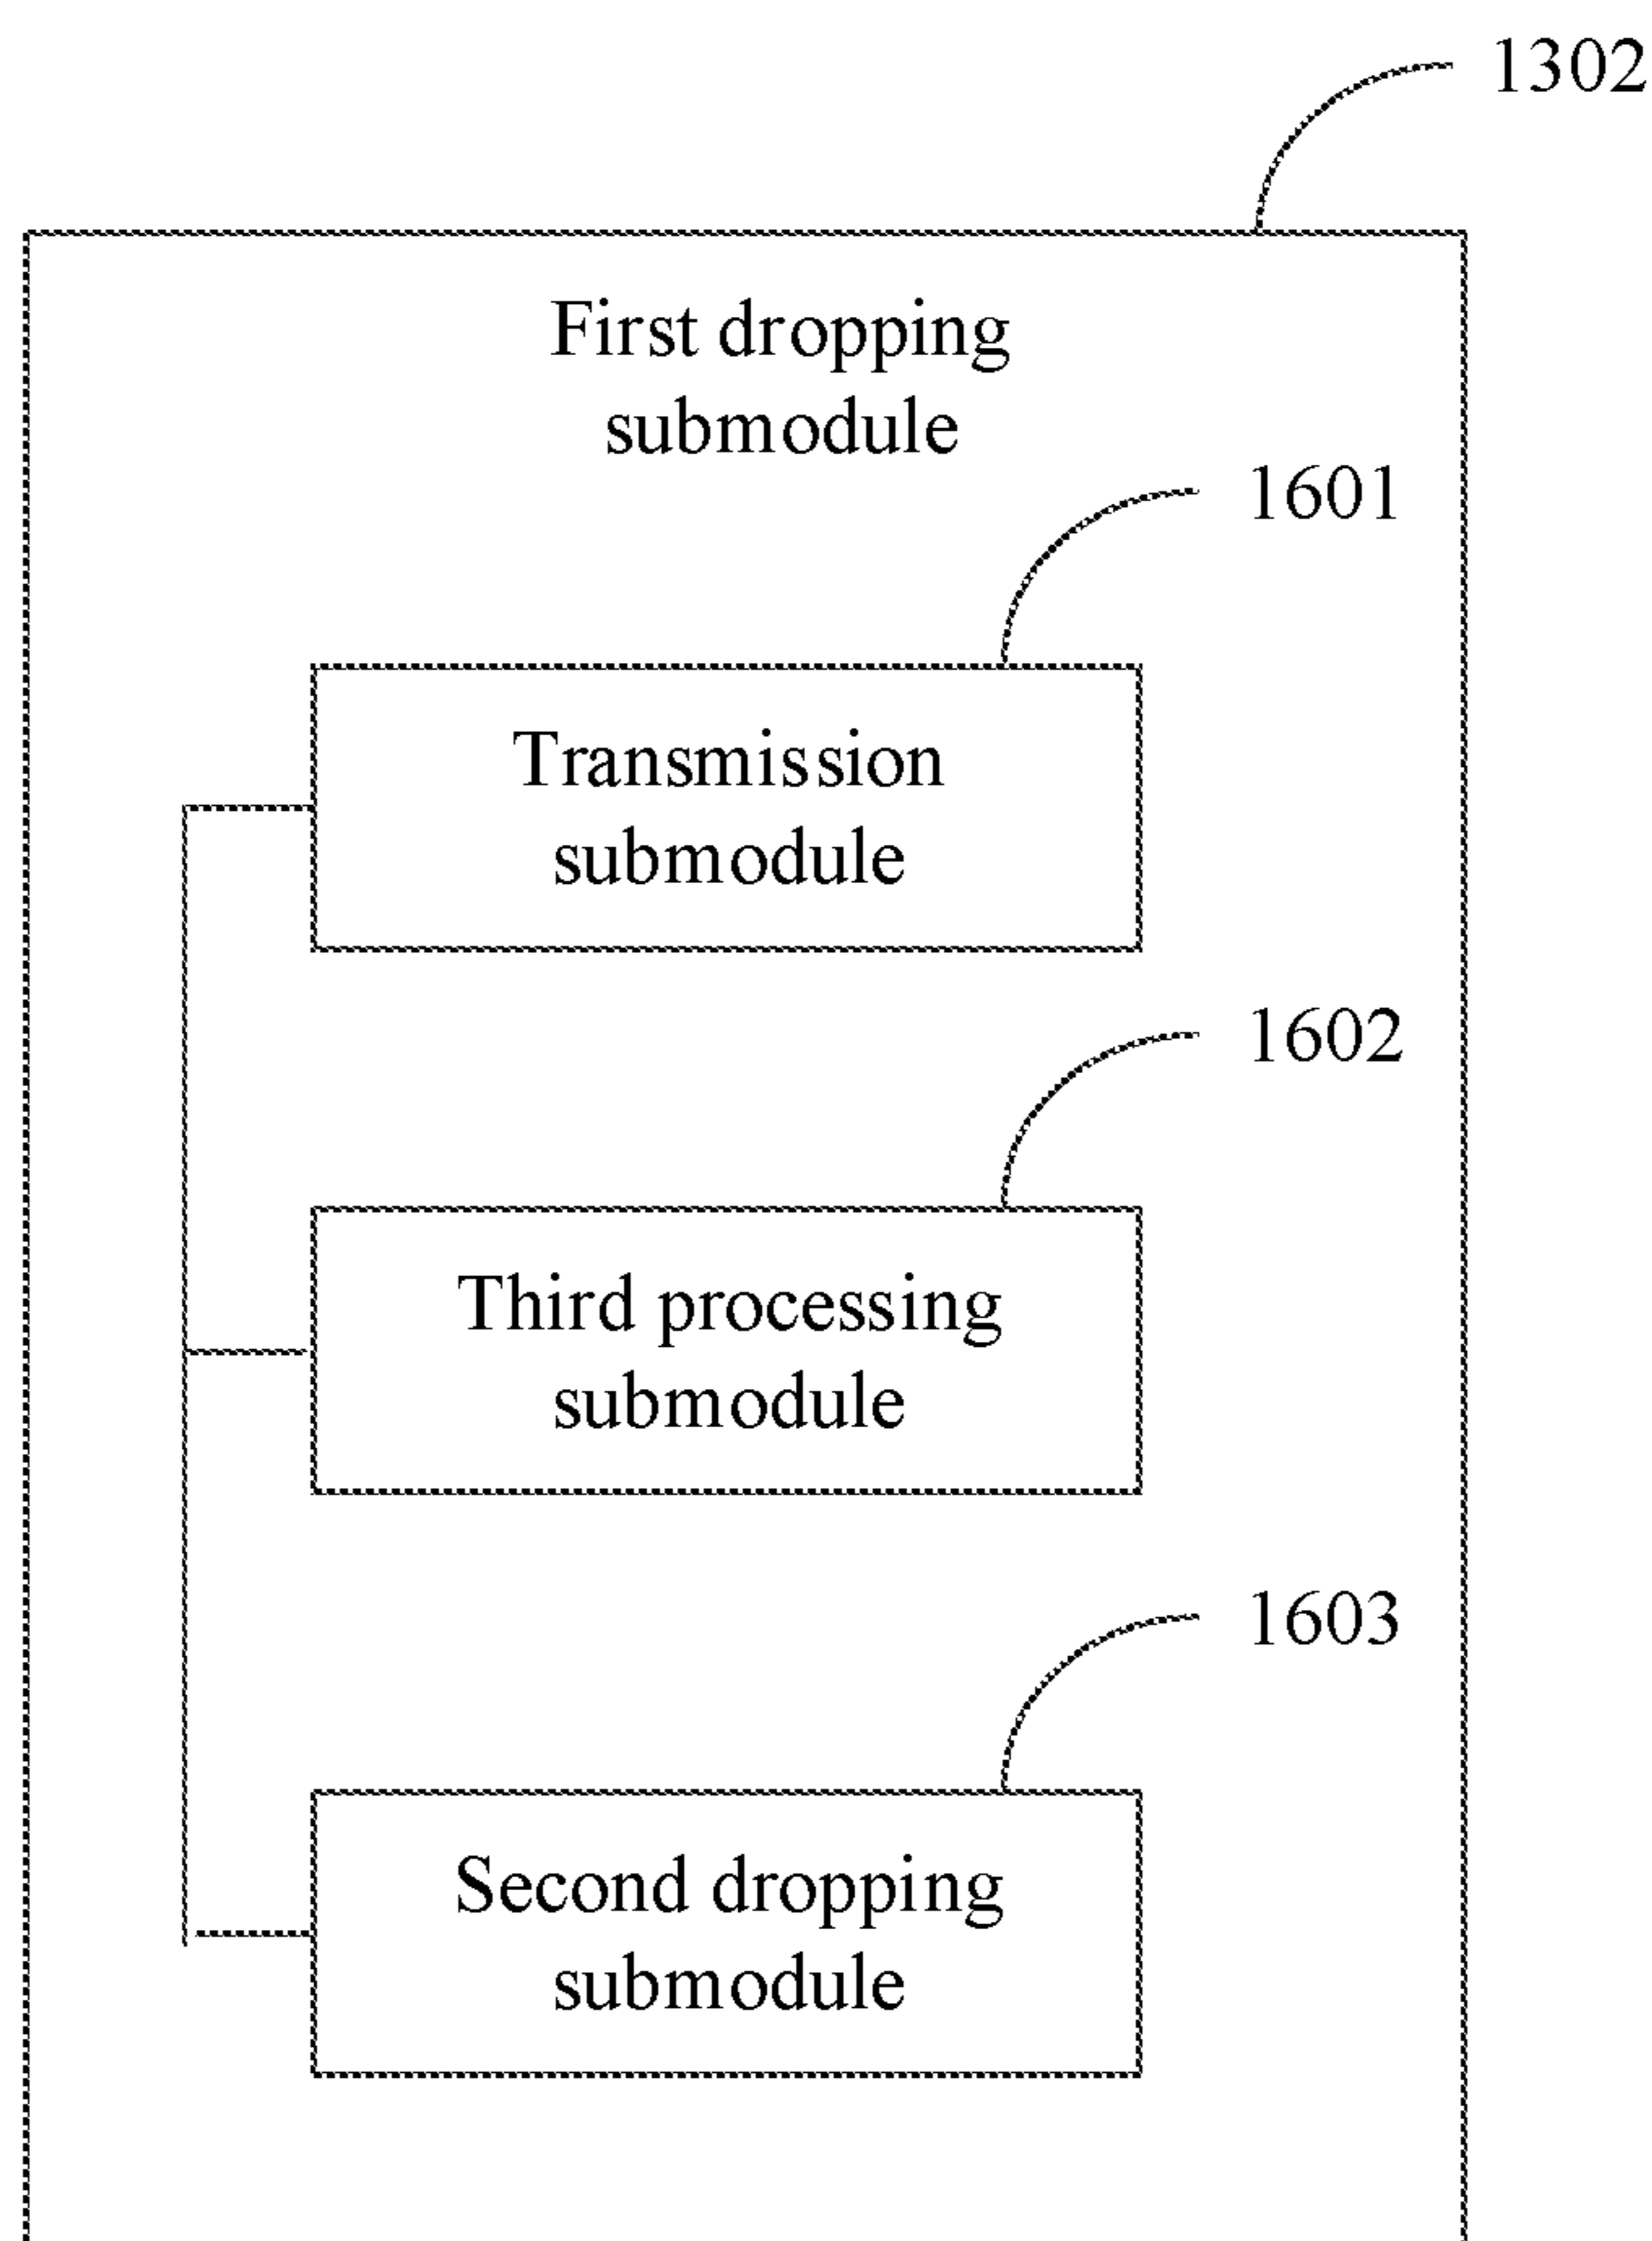 1302
First dropping
submodule
1601
Transmission
submodule
1602
Third processing
submodule
1603
Second dropping
submodule